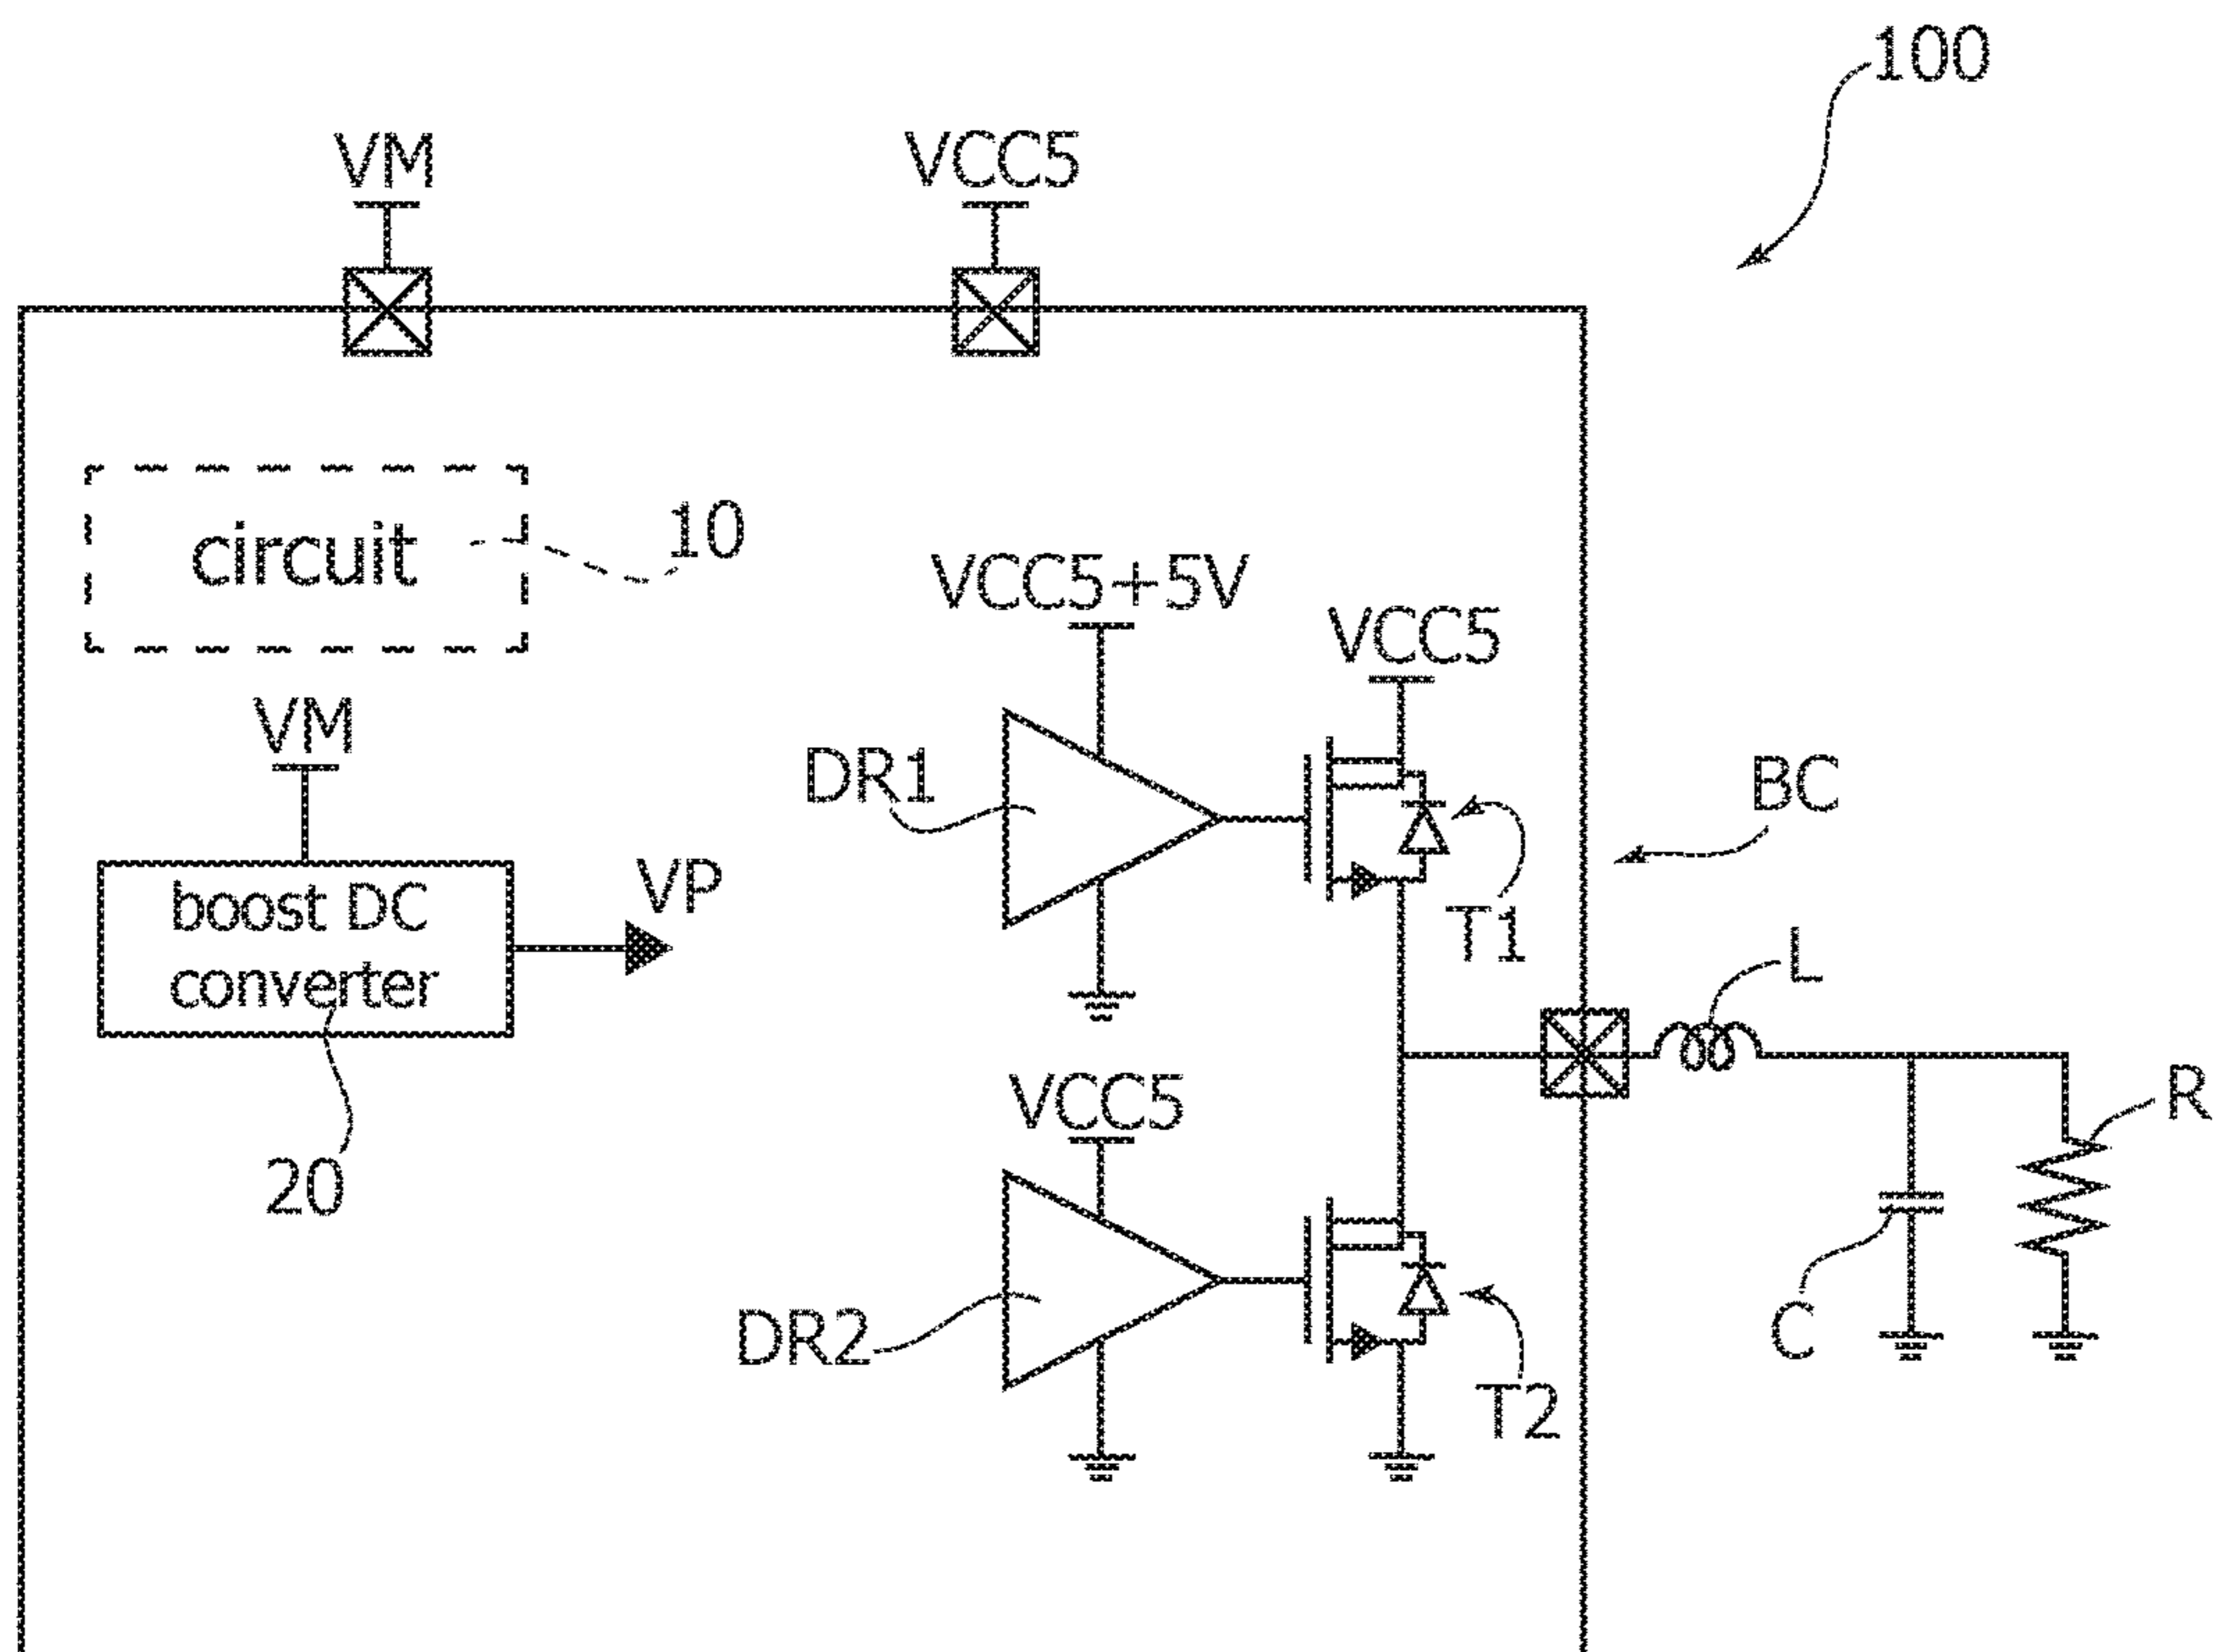 100
VM
VCC5
circuit
10
VCC5+5V
VCC5
VM
DR1
BC
boost DC
converter
VP
T1
L
VCC5
R
20
DR2
C
T2